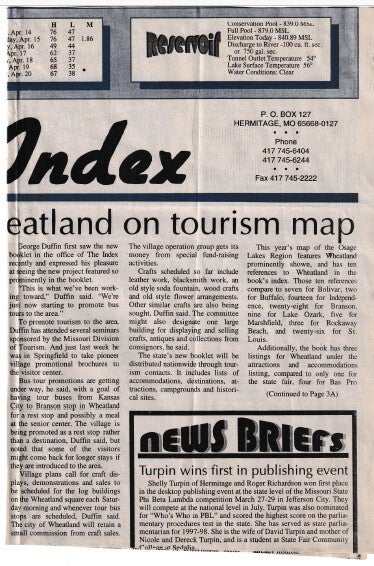 H L M
. Apr. 14 76 47
day, Apr. 15 76 47 1.86
Apr. 16 49 44
Apr. 17 62 37
Apr. 18 65 37
Apr. 19 68 35
Apr. 20 67 38
Reservoir
Conservation Pool - 839.0 MSL
Full Pool - 879.0 MSL
Elevation Today - 840.89 MSL
Discharge to River -100 cu. ft. sec.
or 750 gal. sec.
Tunnel Outlet Temperature 54°
Lake Surface Temperature 56°
Water Conditions: Clear
Index
P. O. BOX 127
HERMITAGE, MO 65668-0127
• • •
Phone
417 745-6404
417 745-6244
• • •
Fax 417 745-2222
eatland on tourism map
George Duffin first saw the new
booklet in the office of The Index
recently and expressed his pleasure
at seeing the new project featured so
prominently in the booklet.
"This is what we've been work-
ing toward," Duffin said. "We're
just now starting to promote bus
tours to the area."
To promote tourism to the area,
Duffin has attended several seminars
sponsored by the Missouri Division
of Tourism. And just last week he
was in Springfield to take pioneer
village promotional brochures to
the visitor center.
Bus tour promotions are getting
under way, he said, with a goal of
having tour buses from Kansas
City to Branson stop in Wheatland
for a rest stop and possibly a meal
at the senior center. The village is
being promoted as a rest stop rather
than a destination, Duffin said, but
noted that some of the visitors
might come back for longer stays if
they are introduced to the area.
Village plans call for craft dis-
plays, demonstrations and sales to
be scheduled for the log buildings
on the Wheatland square each Satur-
day morning and whenever tour bus
stops are scheduled, Duffin said.
The city of Wheatland will retain a
small commission from craft sales.
The village operation group gets its
money from special fund-raising
activities.
Crafts scheduled so far include
leather work, blacksmith work, an
old style soda fountain, wood crafts
and old style flower arrangements.
Other similar crafts are also being
sought, Duffin said. The committee
might also designate one large
building for displaying and selling
crafts, antiques and collections from
consignors, he said.
The state's new booklet will be
distributed nationwide through tour-
ism contacts. It includes lists of
accommodations, destinations, at-
tractions, campgrounds and histori-
cal sites.
This year's map of the Osage
Lakes Region features Wheatland
prominently shown, and has ten
references to Wheatland in the
book's index. Those ten references
compare to seven for Bolivar, two
for Buffalo, fourteen for Indepen-
dence, twenty-eight for Branson,
nine for Lake Ozark, five for
Marshfield, three for Rockaway
Beach, and twenty-six for St.
Louis.
Additionally, the book has three
listings for Wheatland under the
attractions and accommodations
listing, compared to only one for
the state fair, four for Bas Pro
(Continued to Page 3A)
NEWS BRIEFS
Turpin wins first in publishing event
Shelly Turpin of Hermitage and Roger Richardson won first place
in the desktop publishing event at the state level of the Missouri State
Phi Beta Lambda competition March 27-29 in Jefferson City. They
will compete at the national level in July. Turpin was also nominated
for "Who's Who in PBL" and scored the highest score on the parlia-
mentary procedures test in the state. She has served as state parlia-
mentarian for 1997-98. She is the wife of David Turpin and mother of
Nicole and Dereck Turpin, and is a student at State Fair Community
College at Sedalia.